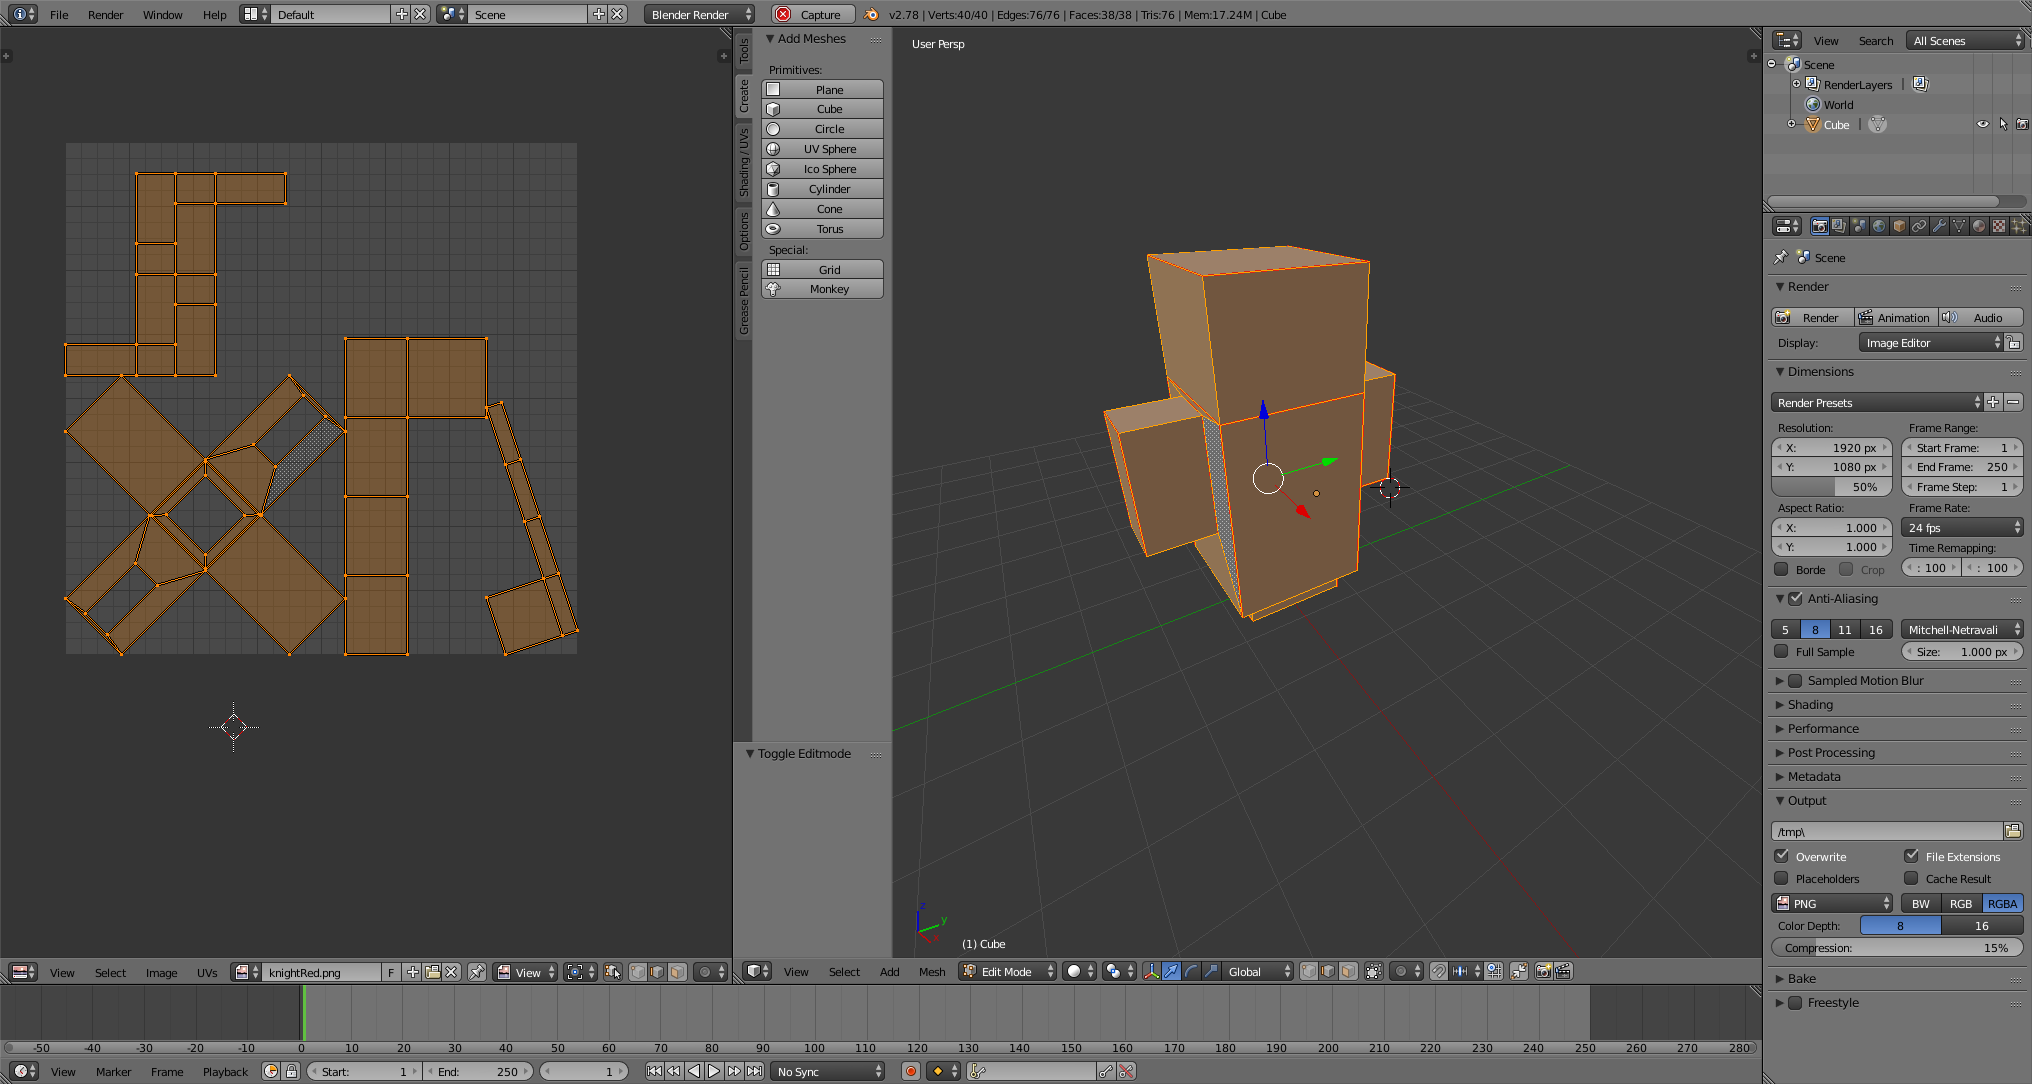 File Render Window Help Default Scene Blender Render Capture v2.78 | Verts:40/40 | Edges:76/76 | Faces:38/38 | Tris:76 | Mem:17.24M | Cube
Tools
Create
Shading / UVs
Options
Grease Pencil
Add Meshes
Primitives:
Plane
Cube
Circle
UV Sphere
Ico Sphere
Cylinder
Cone
Torus
Special:
Grid
Monkey
Toggle Editmode
User Persp
z
y
x
(1) Cube
View Search All Scenes
Scene
RenderLayers |
World
Cube |
Scene
Render
Render Animation Audio
Display: Image Editor
Dimensions
Render Presets
Resolution: Frame Range:
X: 1920 px Start Frame: 1
Y: 1080 px End Frame: 250
50% Frame Step: 1
Aspect Ratio: Frame Rate:
X: 1.000 24 fps
Y: 1.000 Time Remapping:
Borde Crop : 100 : 100
Anti-Aliasing
5 8 11 16 Mitchell-Netravali
Full Sample Size: 1.000 px
Sampled Motion Blur
Shading
Performance
Post Processing
Metadata
Output
/tmp\
Overwrite File Extensions
Placeholders Cache Result
PNG BW RGB RGBA
Color Depth: 8 16
Compression: 15%
Bake
Freestyle
View Select Image UVs knightRed.png F View
View Select Add Mesh Edit Mode Global
-50 -40 -30 -20 -10 0 10 20 30 40 50 60 70 80 90 100 110 120 130 140 150 160 170 180 190 200 210 220 230 240 250 260 270 280
View Marker Frame Playback Start: 1 End: 250 1 No Sync